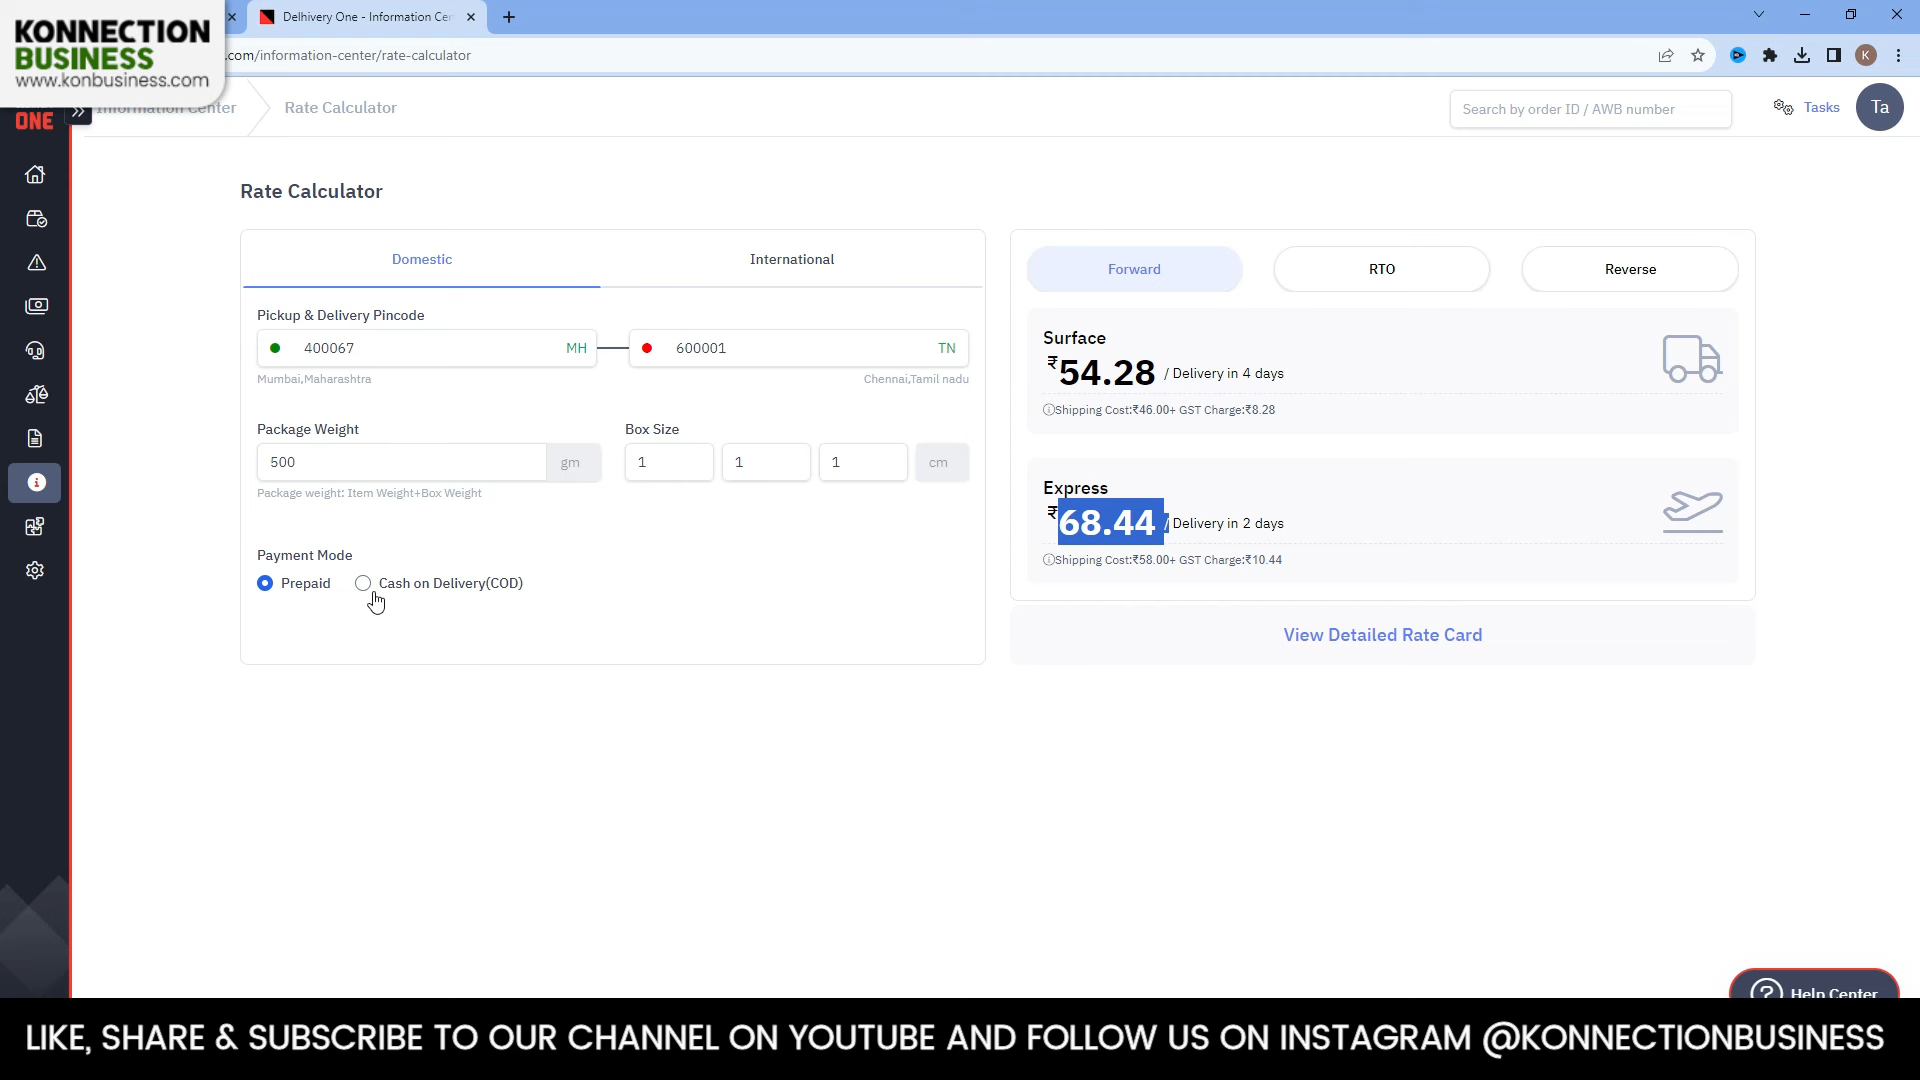 KONNECTION
BUSINESS
www.konbusiness.com
Delhivery One - Information Cen
.com/information-center/rate-calculator
K
ONE
Information Center
Rate Calculator
Search by order ID / AWB number
Tasks
Ta
Rate Calculator
Domestic
International
Pickup & Delivery Pincode
400067 MH
600001 TN
Mumbai,Maharashtra
Chennai,Tamil nadu
Package Weight
Box Size
500 gm
1 1 1 cm
Package weight: Item Weight+Box Weight
Payment Mode
Prepaid
Cash on Delivery(COD)
Forward
RTO
Reverse
Surface
₹54.28 / Delivery in 4 days
Shipping Cost:₹46.00+ GST Charge:₹8.28
Express
₹68.44 / Delivery in 2 days
Shipping Cost:₹58.00+ GST Charge:₹10.44
View Detailed Rate Card
? Help Center
LIKE, SHARE & SUBSCRIBE TO OUR CHANNEL ON YOUTUBE AND FOLLOW US ON INSTAGRAM @KONNECTIONBUSINESS